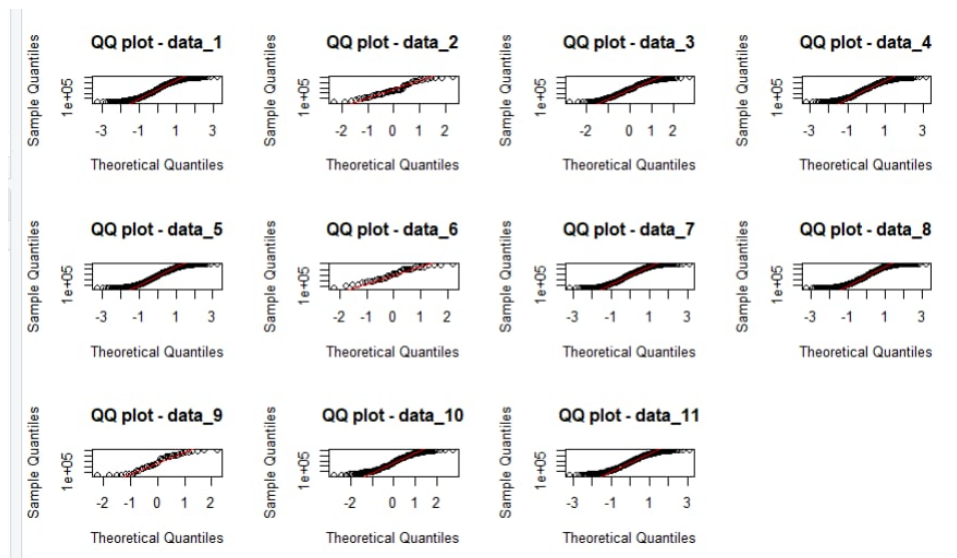 QQ plot - data_1
Sample Quantiles
1e+05
-3 -1 1 3
Theoretical Quantiles
QQ plot - data_2
Sample Quantiles
1e+05
-2 -1 0 1 2
Theoretical Quantiles
QQ plot - data_3
Sample Quantiles
1e+05
-2 0 1 2
Theoretical Quantiles
QQ plot - data_4
Sample Quantiles
1e+05
-3 -1 1 3
Theoretical Quantiles
QQ plot - data_5
Sample Quantiles
1e+05
-3 -1 1 3
Theoretical Quantiles
QQ plot - data_6
Sample Quantiles
1e+05
-2 -1 0 1 2
Theoretical Quantiles
QQ plot - data_7
Sample Quantiles
1e+05
-3 -1 1 3
Theoretical Quantiles
QQ plot - data_8
Sample Quantiles
1e+05
-3 -1 1 3
Theoretical Quantiles
QQ plot - data_9
Sample Quantiles
1e+05
-2 -1 0 1 2
Theoretical Quantiles
QQ plot - data_10
Sample Quantiles
1e+05
-2 0 1 2
Theoretical Quantiles
QQ plot - data_11
Sample Quantiles
1e+05
-3 -1 1 3
Theoretical Quantiles